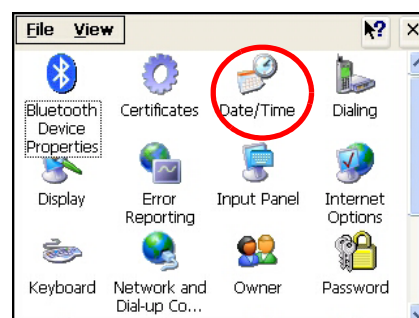 File View
Bluetooth Device Properties
Certificates
Date/Time
Dialing
Display
Error Reporting
Input Panel
Internet Options
Keyboard
Network and Dial-up Co...
Owner
Password